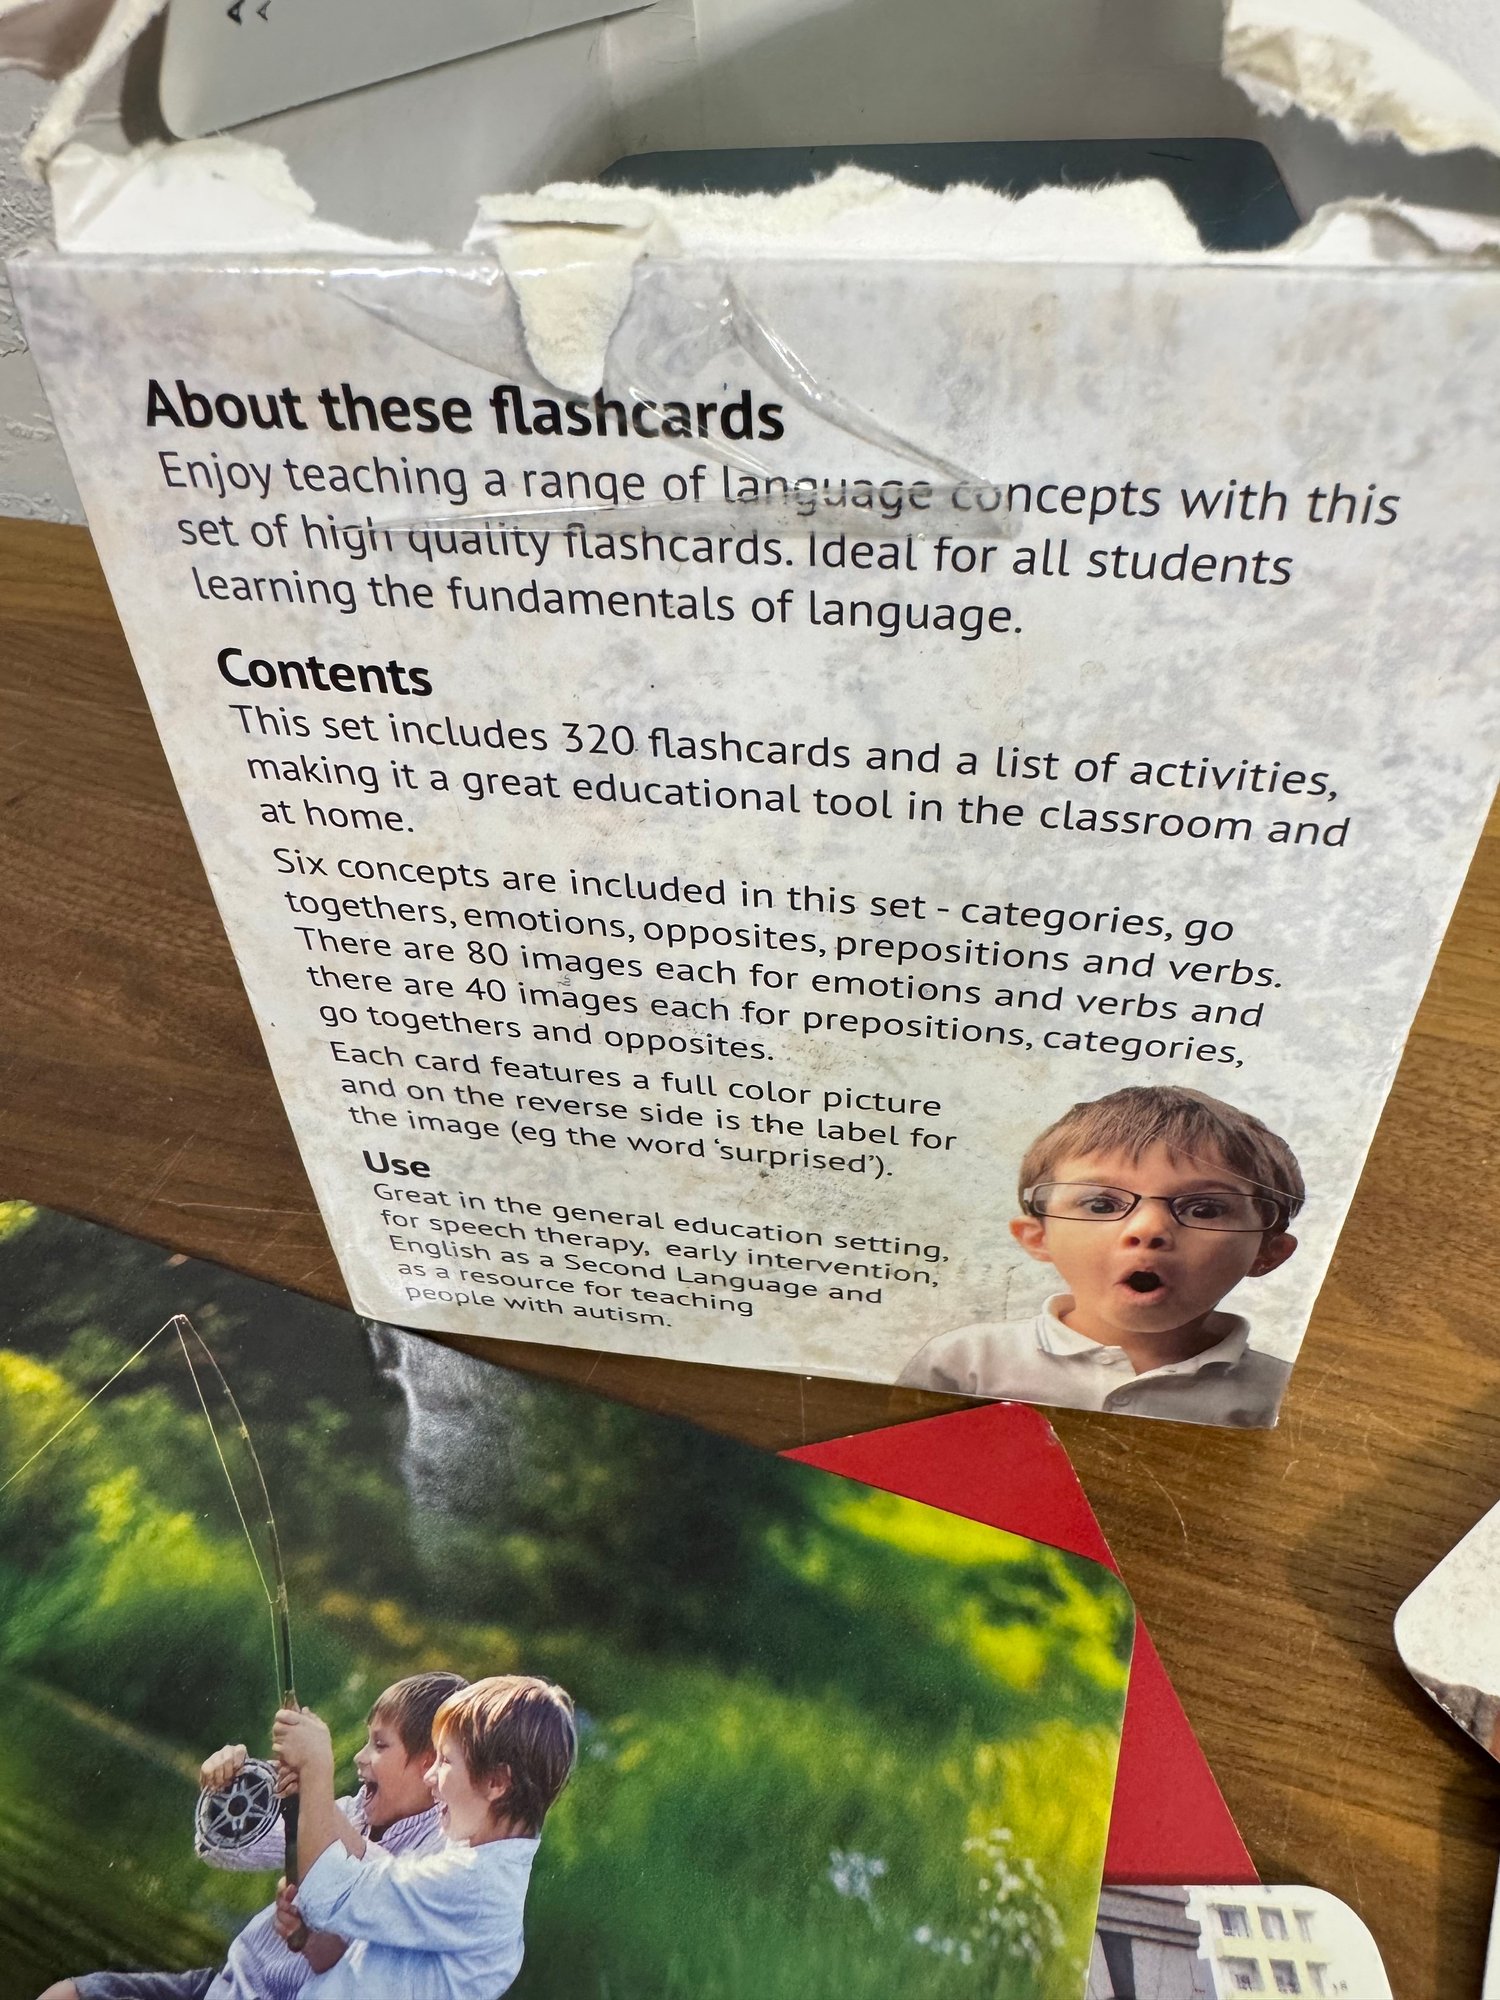 About these flashcards
Enjoy teaching a range of language concepts with this
set of high quality flashcards. Ideal for all students
learning the fundamentals of language.
Contents
This set includes 320 flashcards and a list of activities,
making it a great educational tool in the classroom and
at home.
Six concepts are included in this set - categories, go
togethers, emotions, opposites, prepositions and verbs.
There are 80 images each for emotions and verbs and
there are 40 images each for prepositions, categories,
go togethers and opposites.
Each card features a full color picture
and on the reverse side is the label for
the image (eg the word ‘surprised’).
Use
Great in the general education setting,
for speech therapy, early intervention,
English as a Second Language and
as a resource for teaching
people with autism.